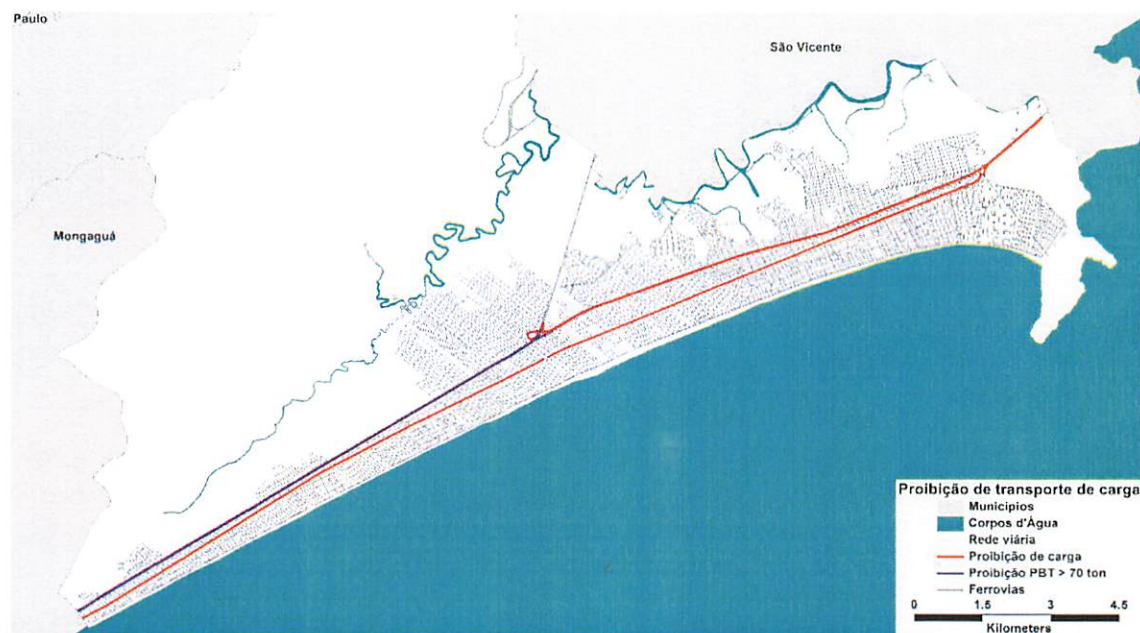 Paulo
São Vicente
Mongaguá
Proibição de transporte de carga
Municípios
Corpos d'Água
Rede viária
Proibição de carga
Proibição PBT > 70 ton
Ferrovias
0 1.5 3 4.5
Kilometers